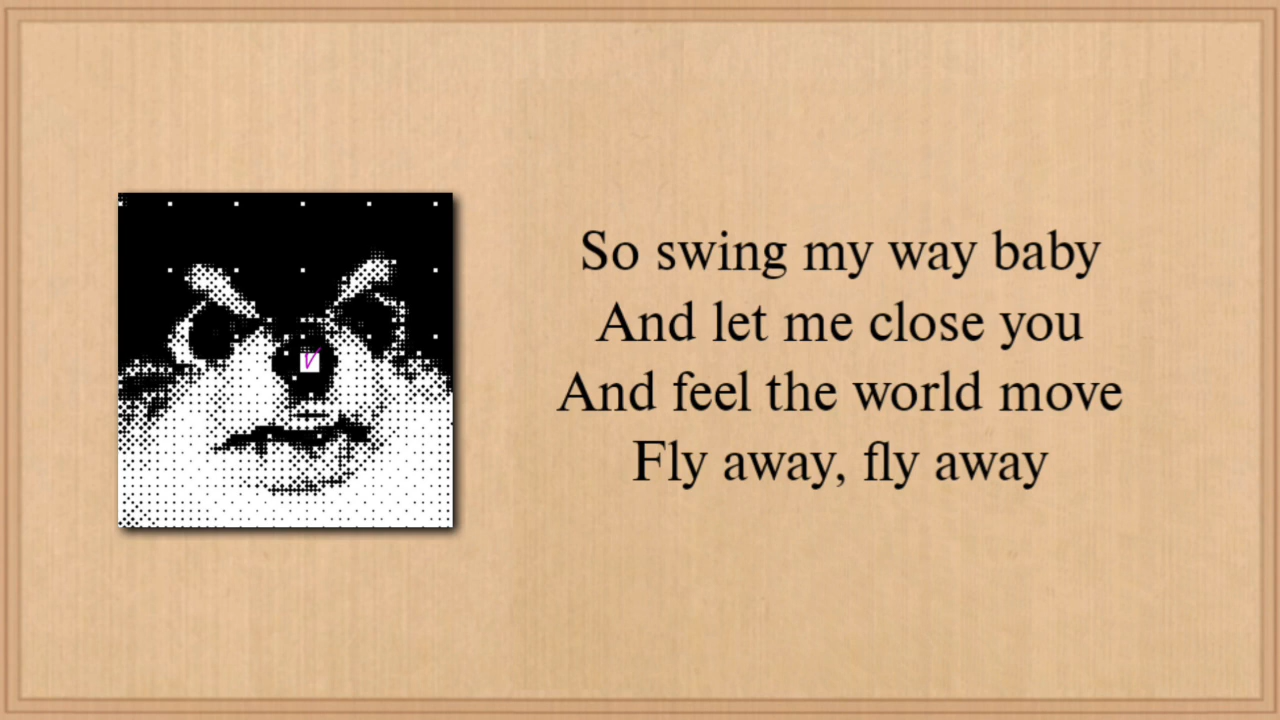 V
So swing my way baby
And let me close you
And feel the world move
Fly away, fly away